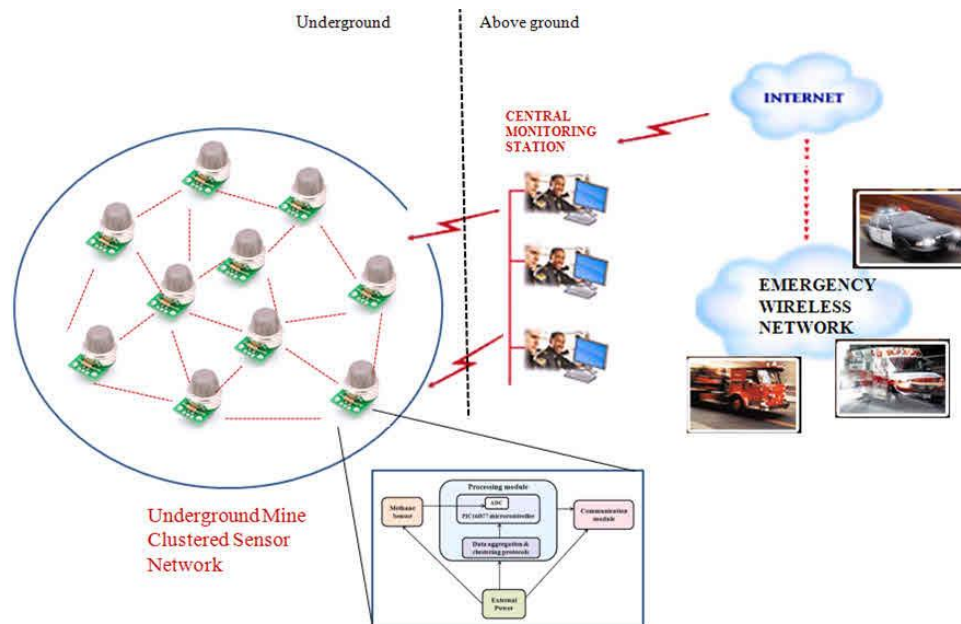 Underground
Above ground
INTERNET
CENTRAL
MONITORING
STATION
EMERGENCY
WIRELESS
NETWORK
Underground Mine
Clustered Sensor
Network
Processing module
ADC
Methane
Sensor
microcontroller
Communication
module
Data aggregation &
clustering protocols
External
Power